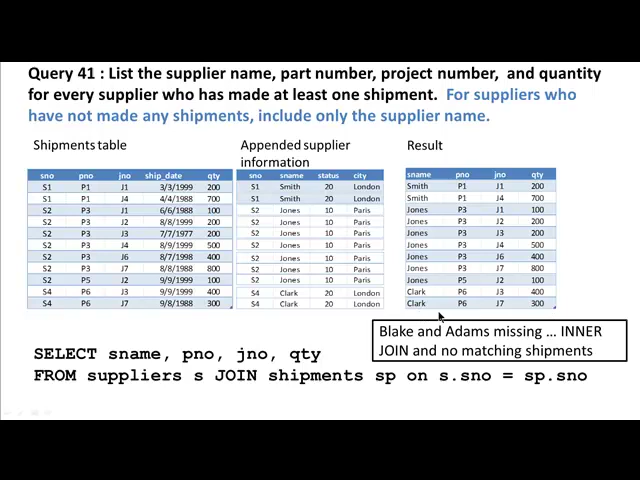 Query 41 : List the supplier name, part number, project number, and quantity
for every supplier who has made at least one shipment. For suppliers who
have not made any shipments, include only the supplier name.
Shipments table
sno pno jno ship_date qty
S1 P1 J1 3/3/1999 200
S1 P1 J4 4/4/1988 700
S2 P3 J1 6/6/1988 100
S2 P3 J2 8/8/1999 200
S2 P3 J3 7/7/1977 200
S2 P3 J4 9/9/1999 500
S2 P3 J6 8/7/1998 400
S2 P3 J7 8/8/1988 800
S2 P5 J2 9/9/1999 100
S4 P6 J3 9/9/1999 400
S4 P6 J7 9/8/1988 300
Appended supplier
information
sno sname status city
S1 Smith 20 London
S1 Smith 20 London
S2 Jones 10 Paris
S2 Jones 10 Paris
S2 Jones 10 Paris
S2 Jones 10 Paris
S2 Jones 10 Paris
S2 Jones 10 Paris
S2 Jones 10 Paris
S4 Clark 20 London
S4 Clark 20 London
Result
sname pno jno qty
Smith P1 J1 200
Smith P1 J4 700
Jones P3 J1 100
Jones P3 J2 200
Jones P3 J3 200
Jones P3 J4 500
Jones P3 J6 400
Jones P3 J7 800
Jones P5 J2 100
Clark P6 J3 400
Clark P6 J7 300
Blake and Adams missing … INNER
JOIN and no matching shipments
SELECT sname, pno, jno, qty
FROM suppliers s JOIN shipments sp on s.sno = sp.sno